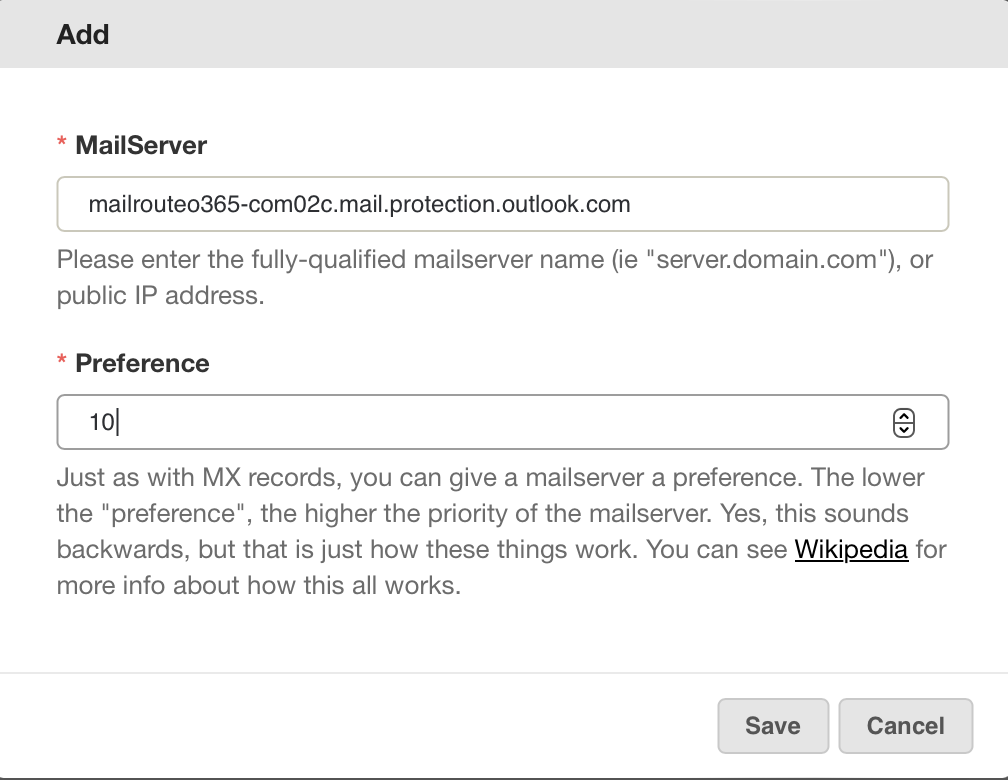 Add
* MailServer
mailrouteo365-com02c.mail.protection.outlook.com
Please enter the fully-qualified mailserver name (ie "server.domain.com"), or
public IP address.
* Preference
10
Just as with MX records, you can give a mailserver a preference. The lower
the "preference", the higher the priority of the mailserver. Yes, this sounds
backwards, but that is just how these things work. You can see Wikipedia for
more info about how this all works.
Save Cancel